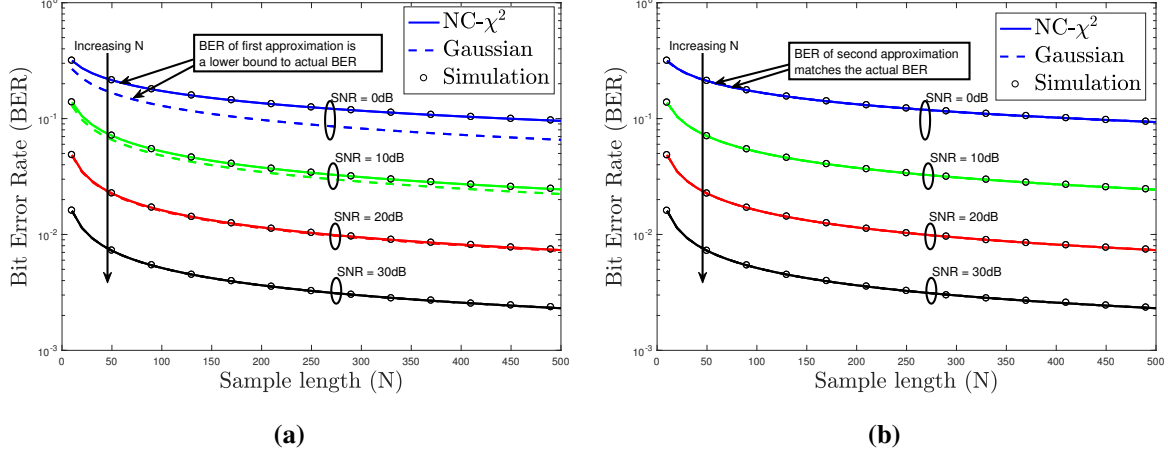 10^0
10^-1
10^-2
10^-3
Bit Error Rate (BER)
NC-χ²
Gaussian
Simulation
Increasing N
BER of first approximation is
a lower bound to actual BER
SNR = 0dB
SNR = 10dB
SNR = 20dB
SNR = 30dB
0 50 100 150 200 250 300 350 400 450 500
Sample length (N)
(a)
10^0
10^-1
10^-2
10^-3
Bit Error Rate (BER)
NC-χ²
Gaussian
Simulation
Increasing N
BER of second approximation
matches the actual BER
SNR = 0dB
SNR = 10dB
SNR = 20dB
SNR = 30dB
0 50 100 150 200 250 300 350 400 450 500
Sample length (N)
(b)